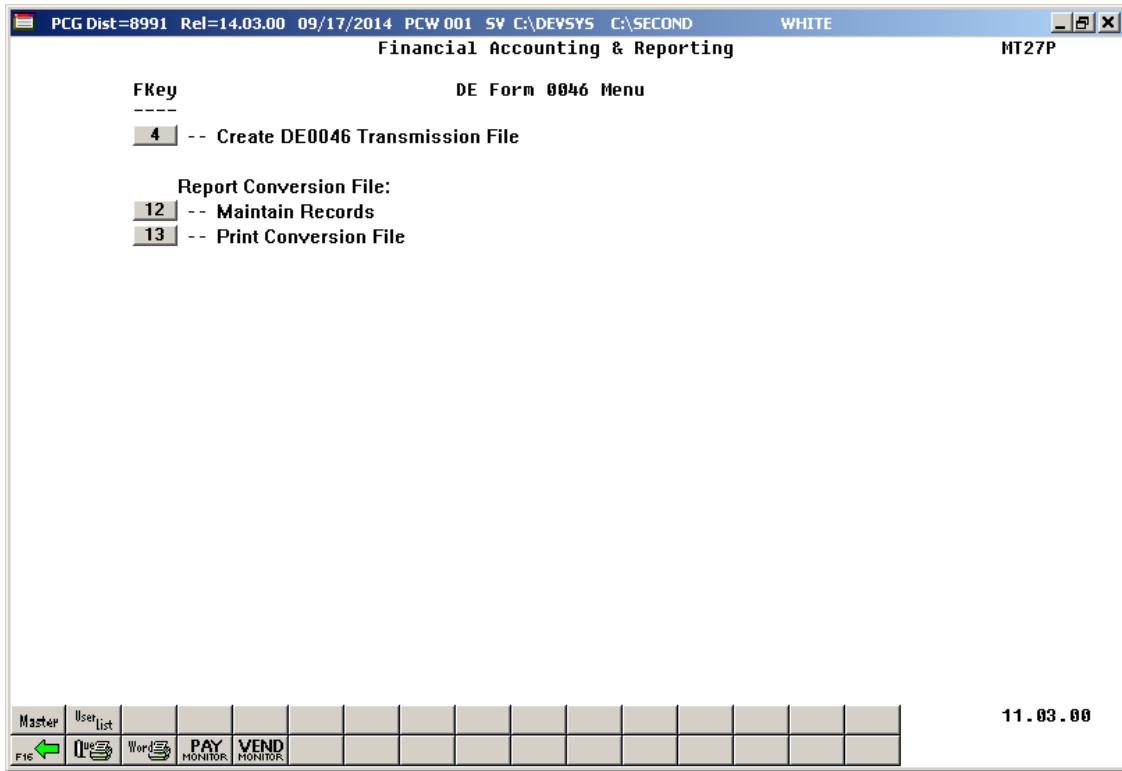 PCG Dist=8991 Rel=14.03.00 09/17/2014 PCW 001 SV C:\DEVSYS C:\SECOND WHITE
Financial Accounting & Reporting MT27P
FKey DE Form 0046 Menu
----
4 -- Create DE0046 Transmission File
Report Conversion File:
12 -- Maintain Records
13 -- Print Conversion File
Master User List 11.03.00
F16 Que Word PAY MONITOR VEND MONITOR